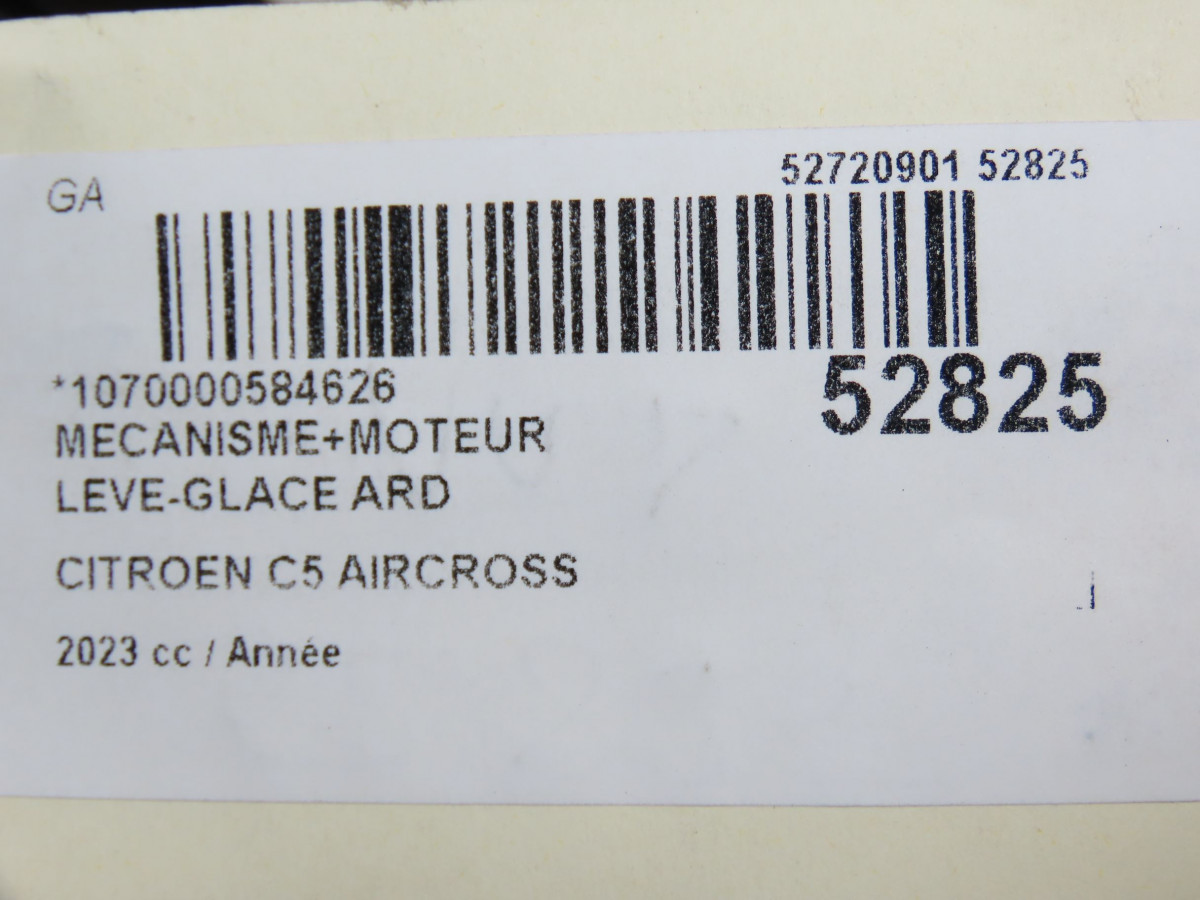 GA
52720901 52825
*1070000584626
52825
MECANISME+MOTEUR
LEVE-GLACE ARD
CITROEN C5 AIRCROSS
2023 cc / Année